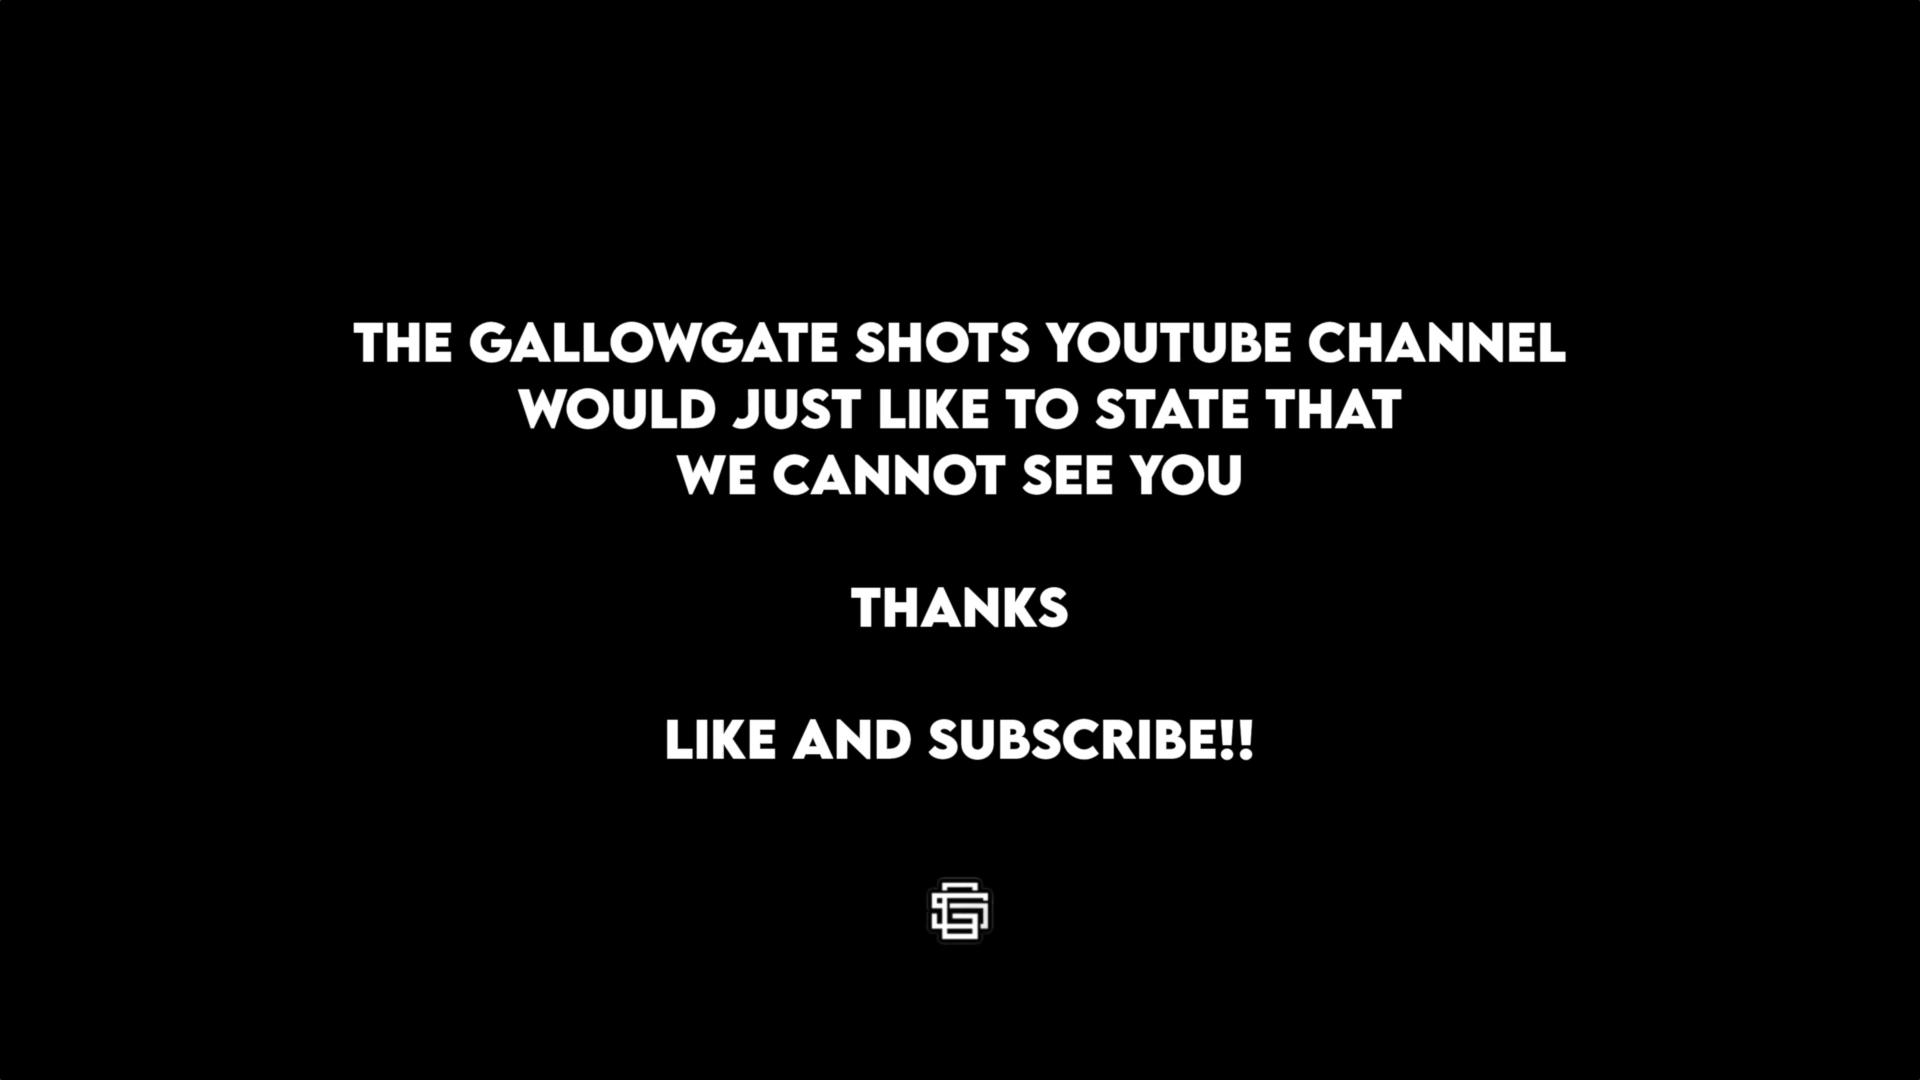 THE GALLOWGATE SHOTS YOUTUBE CHANNEL
WOULD JUST LIKE TO STATE THAT
WE CANNOT SEE YOU
THANKS
LIKE AND SUBSCRIBE!!